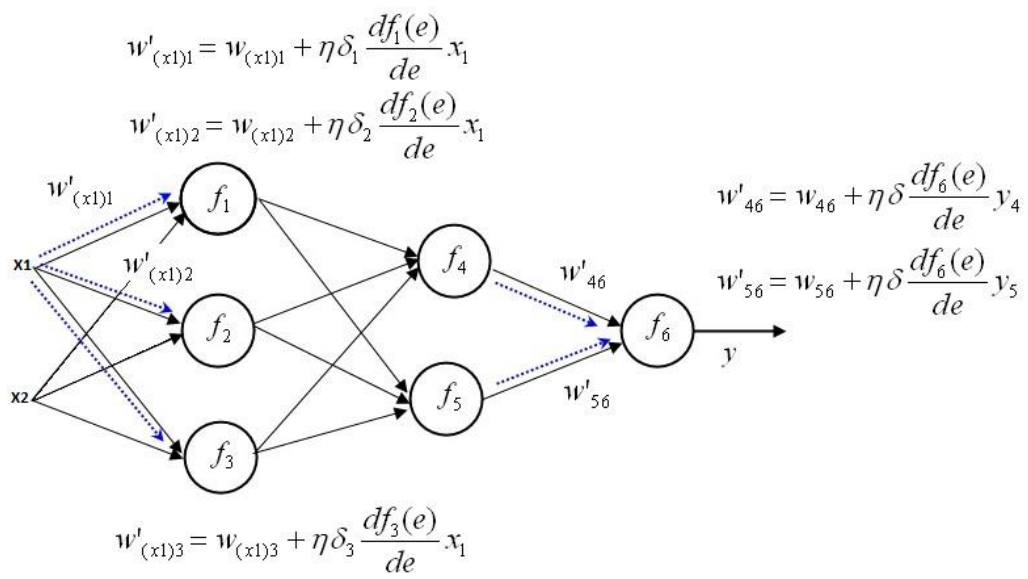 w'(x1)1 = w(x1)1 + ηδ1 df1(e)/de x1
w'(x1)2 = w(x1)2 + ηδ2 df2(e)/de x1
w'(x1)1
f1
x1
w'(x1)2
f4
w'46
w'46 = w46 + ηδ df6(e)/de y4
w'56 = w56 + ηδ df6(e)/de y5
f2
f6
y
x2
f5
w'56
f3
w'(x1)3 = w(x1)3 + ηδ3 df3(e)/de x1